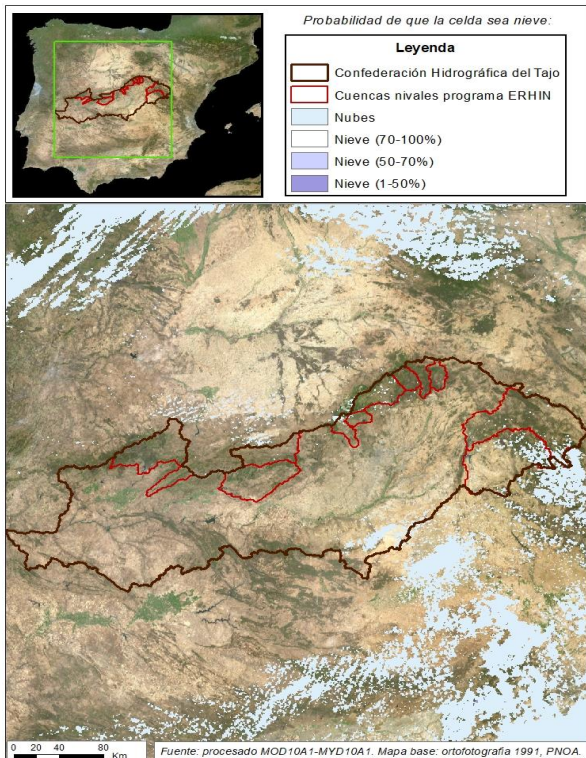 Probabilidad de que la celda sea nieve:
Leyenda
Confederación Hidrográfica del Tajo
Cuencas nivales programa ERHIN
Nubes
Nieve (70-100%)
Nieve (50-70%)
Nieve (1-50%)
0 20 40 80
Km
Fuente: procesado MOD10A1-MYD10A1. Mapa base: ortofotografia 1991, PNOA.